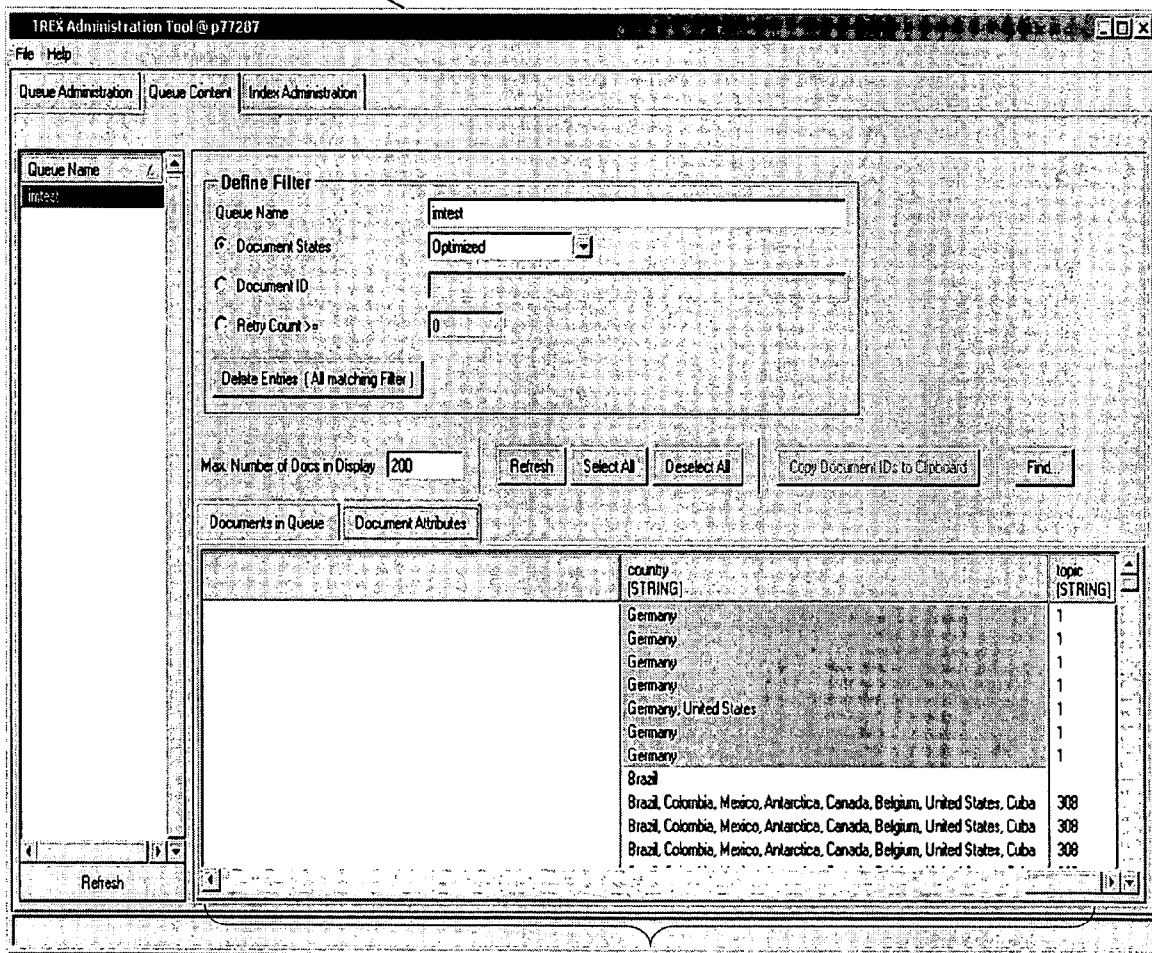 TREX Administration Tool @ p77287
File Help
Queue Administration Queue Content Index Administration
Queue Name
imtest
Define Filter
Queue Name imtest
Document States Optimized
Document ID
Retry Count >= 0
Delete Entries ( All matching Filter )
Max. Number of Docs in Display 200 Refresh Select All Deselect All Copy Document IDs to Clipboard Find...
Documents in Queue Document Attributes
country topic
[STRING] [STRING]
Germany 1
Germany 1
Germany 1
Germany 1
Germany, United States 1
Germany 1
Germany 1
Brazil
Brazil, Colombia, Mexico, Antarctica, Canada, Belgium, United States, Cuba 308
Brazil, Colombia, Mexico, Antarctica, Canada, Belgium, United States, Cuba 308
Brazil, Colombia, Mexico, Antarctica, Canada, Belgium, United States, Cuba 308
Refresh